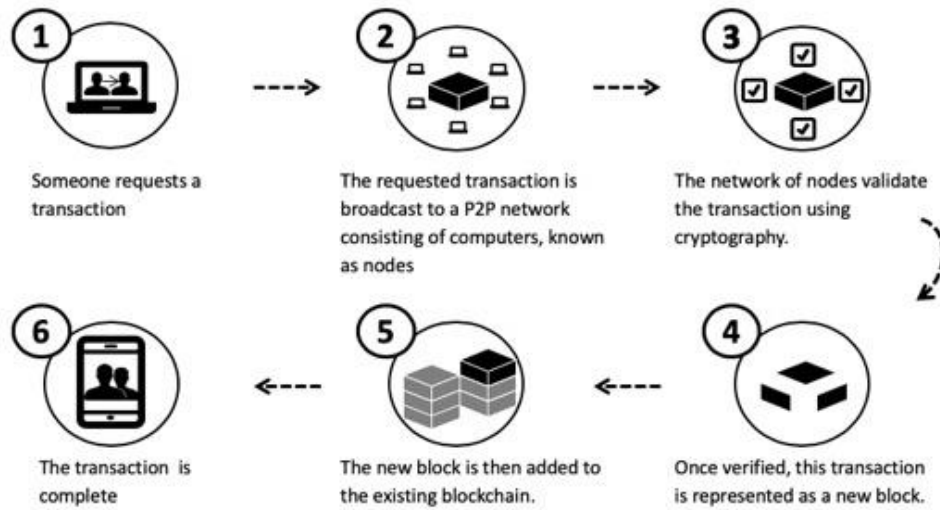 1
Someone requests a
transaction
2
The requested transaction is
broadcast to a P2P network
consisting of computers, known
as nodes
3
The network of nodes validate
the transaction using
cryptography.
4
Once verified, this transaction
is represented as a new block.
5
The new block is then added to
the existing blockchain.
6
The transaction is
complete